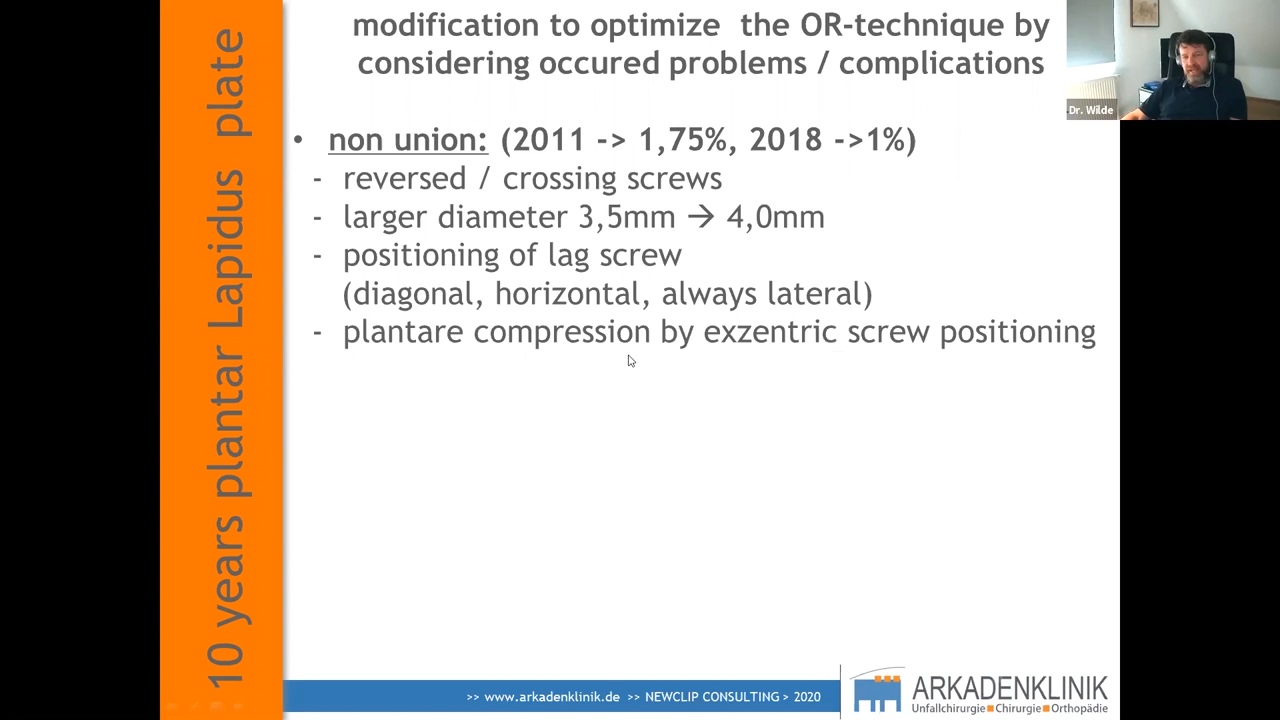 10 years plantar Lapidus plate
modification to optimize the OR-technique by
considering occured problems / complications
• non union: (2011 -> 1,75%, 2018 ->1%)
- reversed / crossing screws
- larger diameter 3,5mm → 4,0mm
- positioning of lag screw
(diagonal, horizontal, always lateral)
- plantare compression by exzentric screw positioning
Dr. Wilde
>> www.arkadenklinik.de >> NEWCLIP CONSULTING > 2020
ARKADENKLINIK
Unfallchirurgie ■ Chirurgie ■ Orthopädie